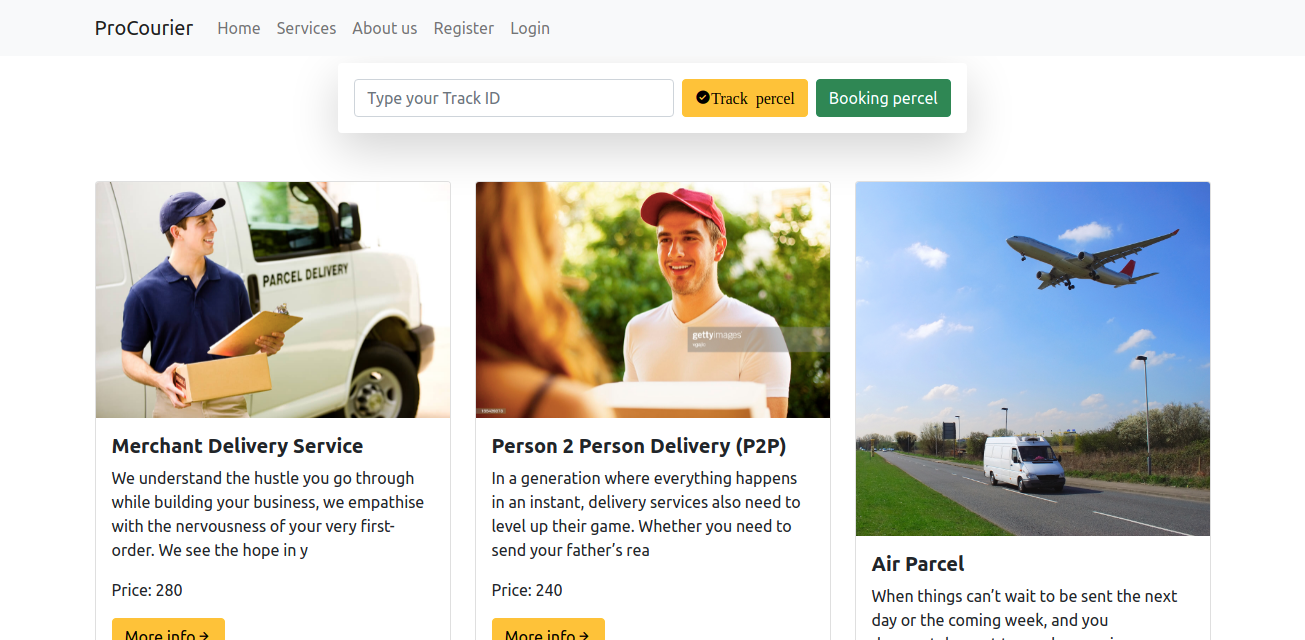 ProCourier Home Services About us Register Login
Type your Track ID Track percel Booking percel
PARCEL DELIVERY
gettyimages
Merchant Delivery Service
We understand the hustle you go through
while building your business, we empathise
with the nervousness of your very first-
order. We see the hope in y
Price: 280
More info →
Person 2 Person Delivery (P2P)
In a generation where everything happens
in an instant, delivery services also need to
level up their game. Whether you need to
send your father’s rea
Price: 240
More info →
Air Parcel
When things can’t wait to be sent the next
day or the coming week, and you